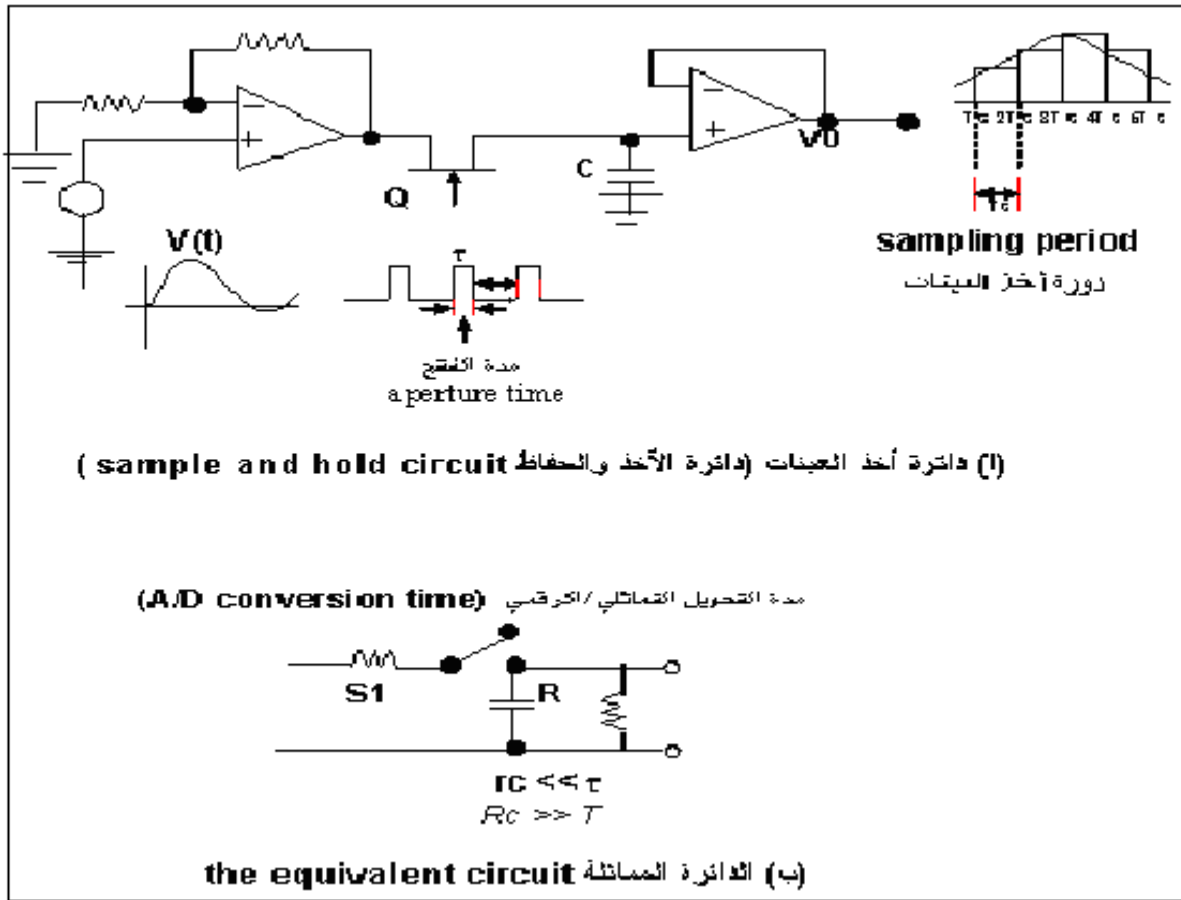 V0
C
Q
V(t)
τ
sampling period
دورة أخذ العينات
مدة الفتح
aperture time
(ا) دائرة أخذ العينات (دائرة الأخذ والحفاظ sample and hold circuit )
(A/D conversion time) مدة التحويل التماثلي /الرقمي
S1
R
rc << τ
Rc >> T
(ب) الدائرة المماثلة the equivalent circuit